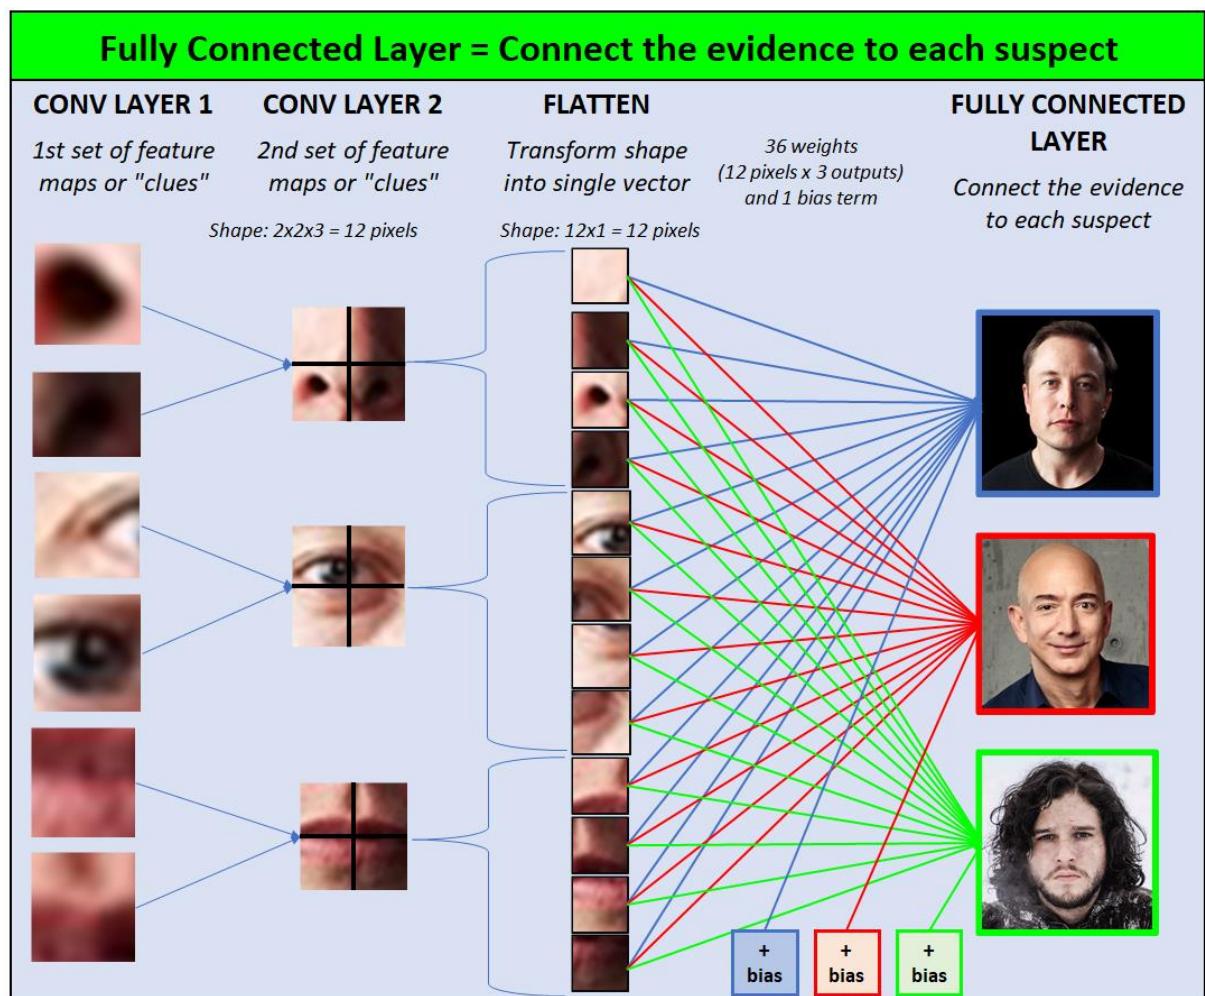 Fully Connected Layer = Connect the evidence to each suspect
CONV LAYER 1
1st set of feature
maps or "clues"
CONV LAYER 2
2nd set of feature
maps or "clues"
Shape: 2x2x3 = 12 pixels
FLATTEN
Transform shape
into single vector
Shape: 12x1 = 12 pixels
36 weights
(12 pixels x 3 outputs)
and 1 bias term
FULLY CONNECTED
LAYER
Connect the evidence
to each suspect
+
bias
+
bias
+
bias